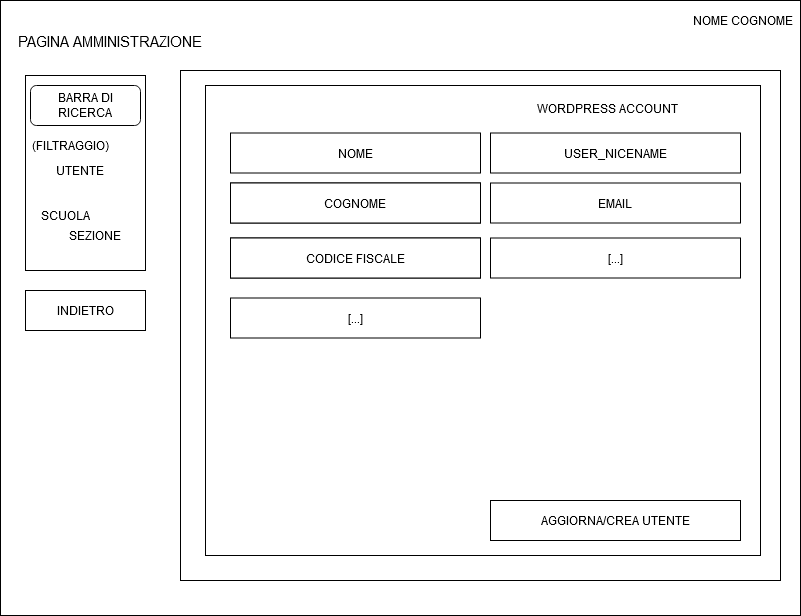 NOME COGNOME
PAGINA AMMINISTRAZIONE
BARRA DI
RICERCA
(FILTRAGGIO)
UTENTE
SCUOLA
SEZIONE
INDIETRO
WORDPRESS ACCOUNT
NOME
USER_NICENAME
COGNOME
EMAIL
CODICE FISCALE
[...]
[...]
AGGIORNA/CREA UTENTE